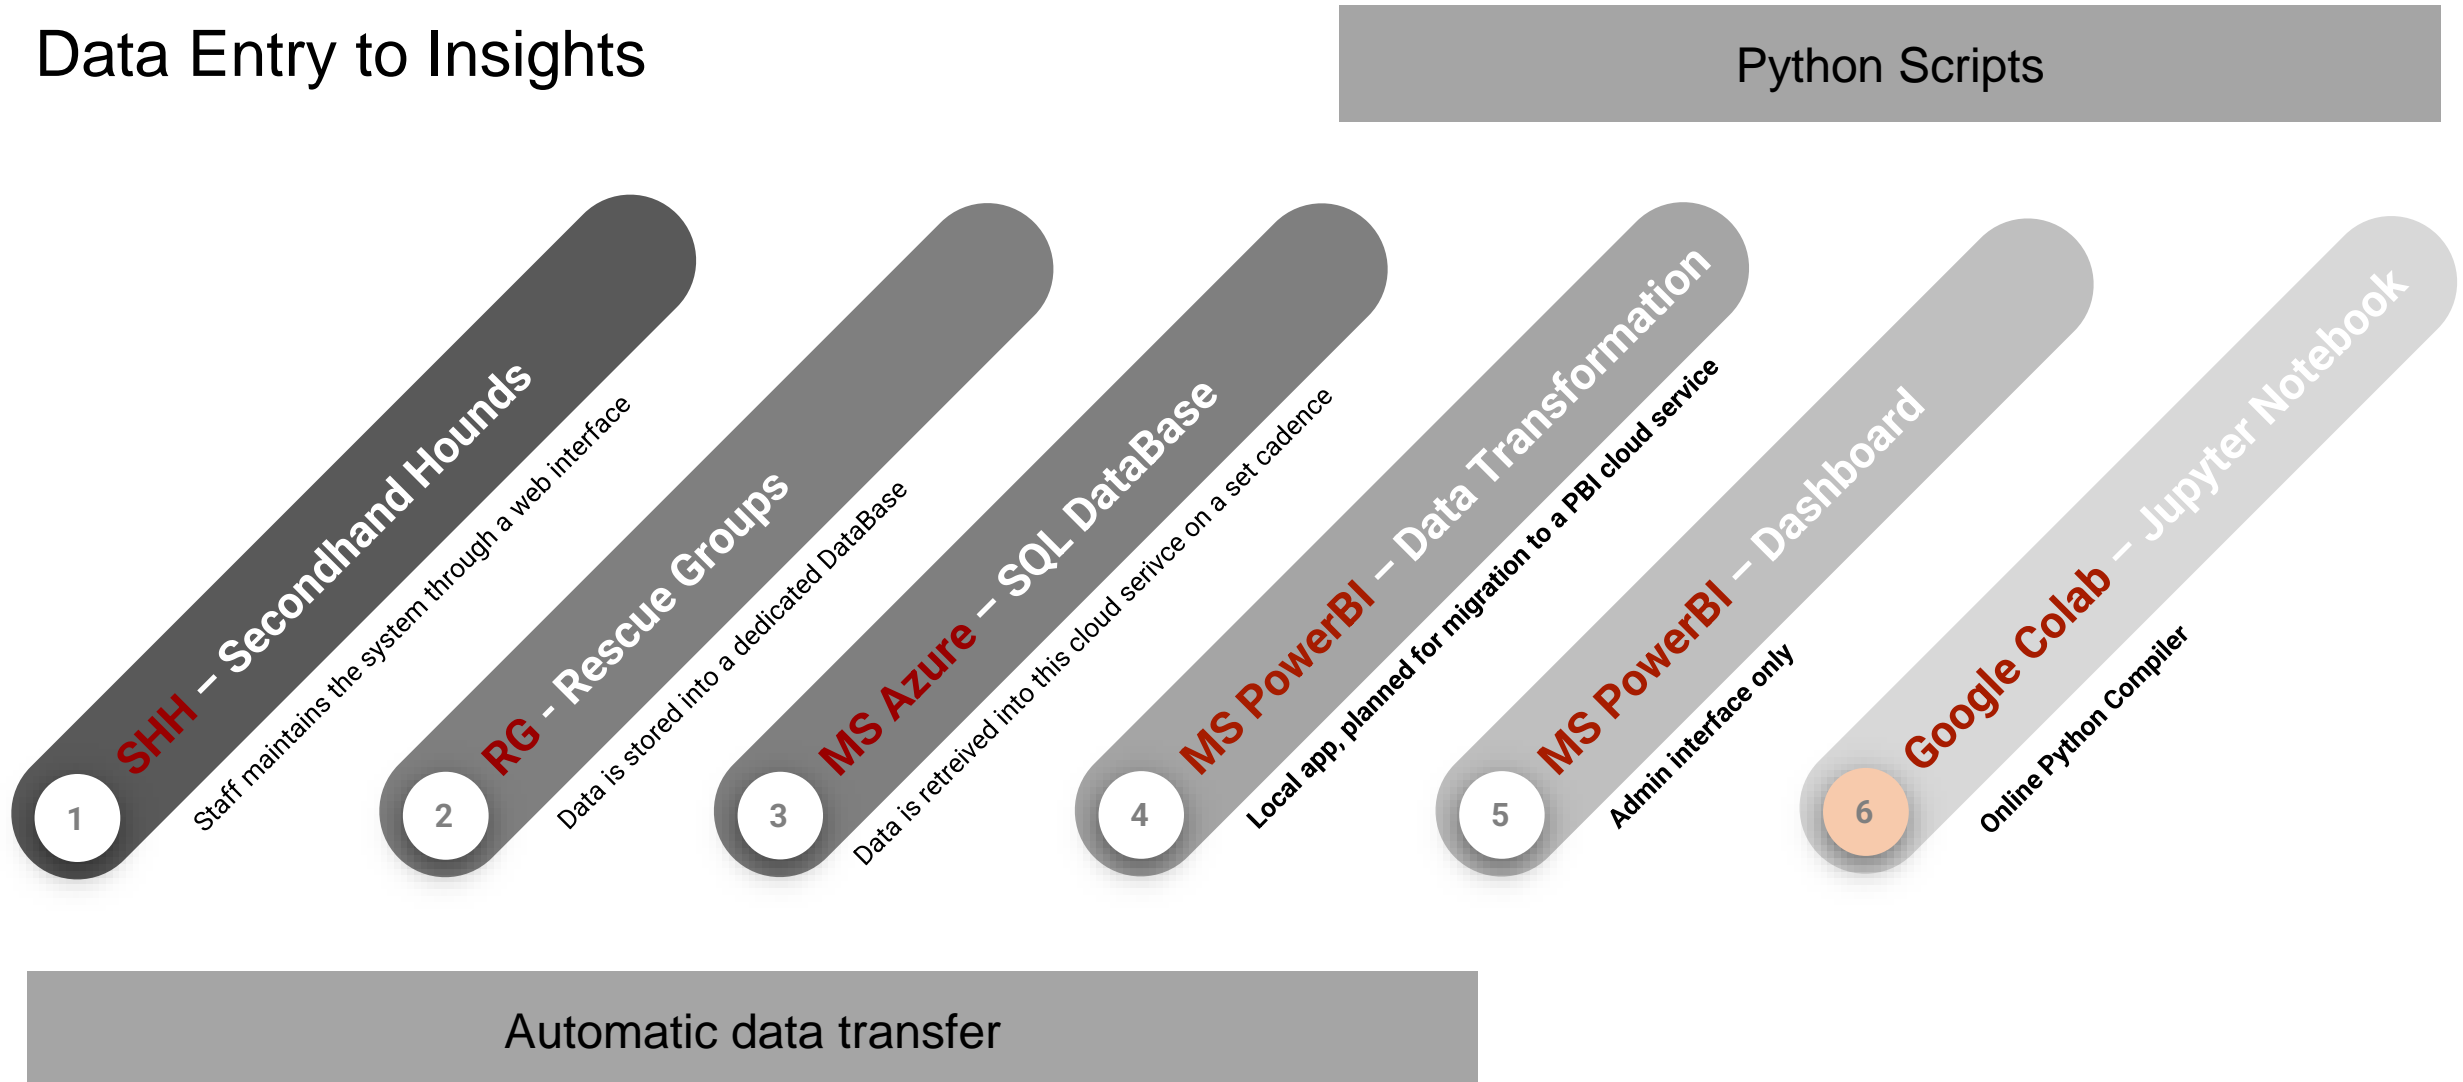 Data Entry to Insights
Python Scripts
SHH – Secondhand Hounds
Staff maintains the system through a web interface
1
RG - Rescue Groups
Data is stored into a dedicated DataBase
2
MS Azure – SQL DataBase
Data is retreived into this cloud serivce on a set cadence
3
MS PowerBI – Data Transformation
Local app, planned for migration to a PBI cloud service
4
MS PowerBI – Dashboard
Admin interface only
5
Google Colab – Jupyter Notebook
Online Python Compiler
6
Automatic data transfer